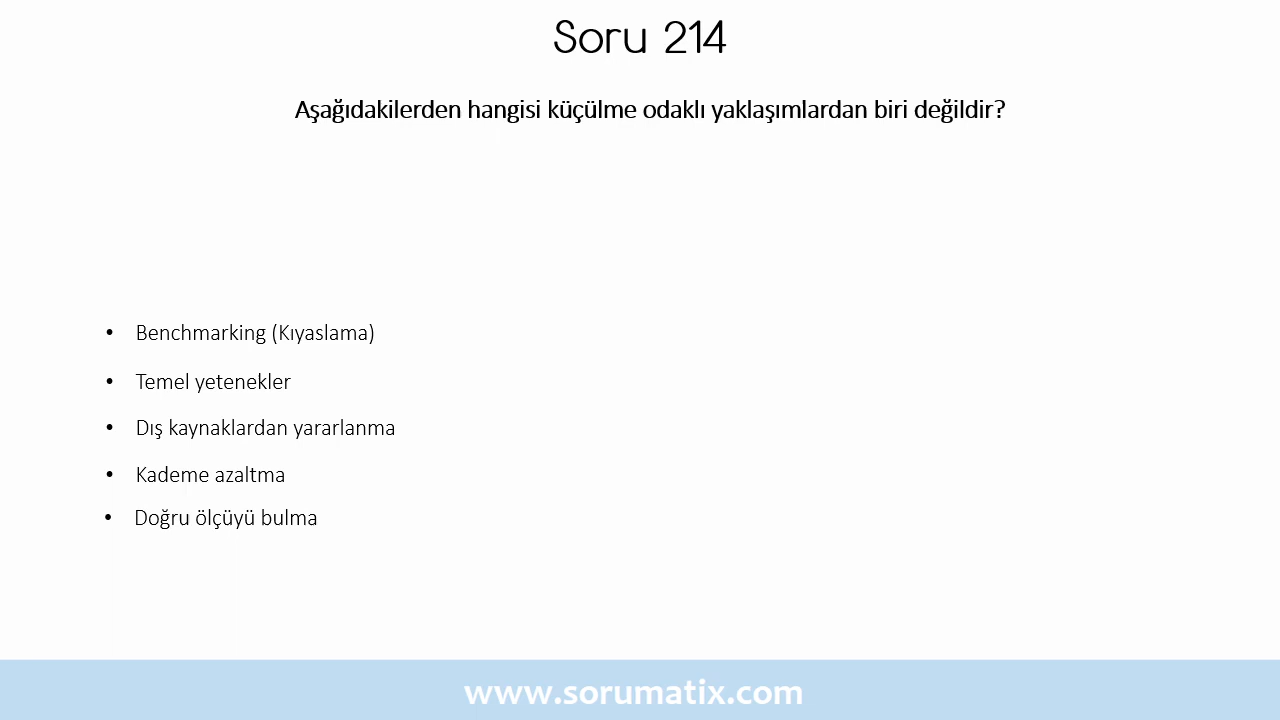 Soru 214
Aşağıdakilerden hangisi küçülme odaklı yaklaşımlardan biri değildir?
• Benchmarking (Kıyaslama)
• Temel yetenekler
• Dış kaynaklardan yararlanma
• Kademe azaltma
• Doğru ölçüyü bulma
www.sorumatix.com